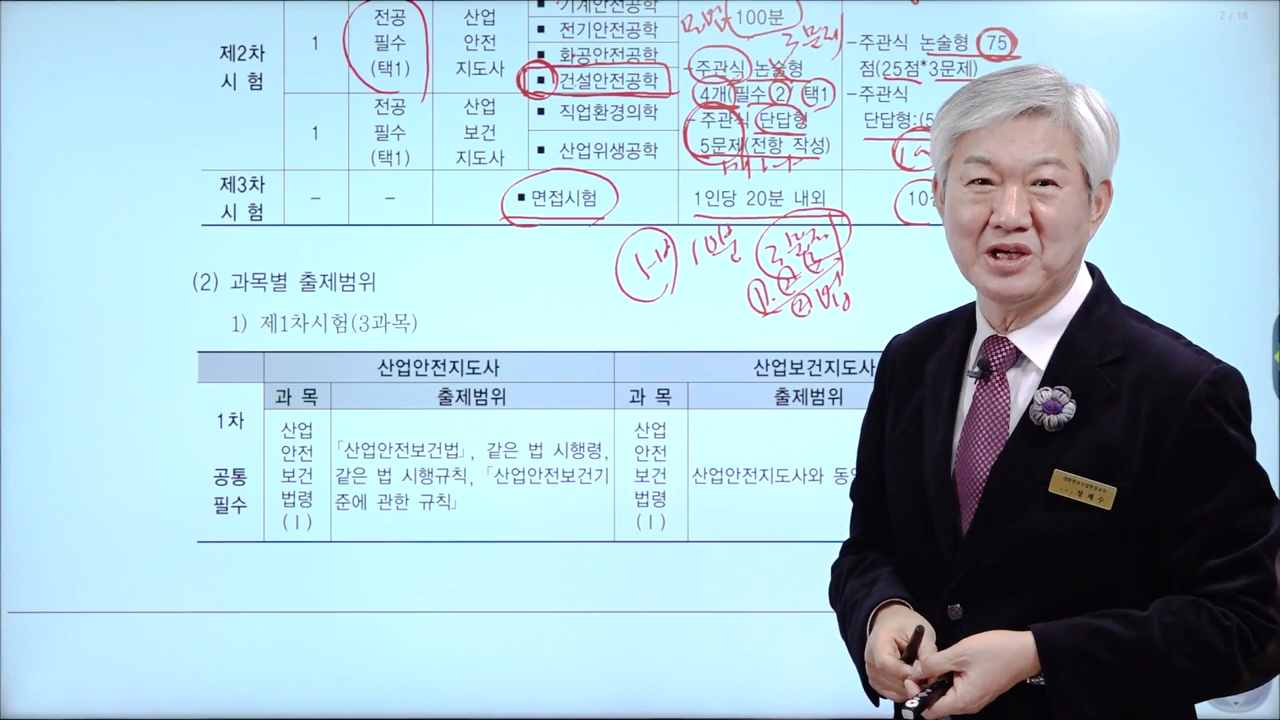 2 / 18
제2차
시 험
1
전공
필수
(택1)
산업
안전
지도사
■ 기계안전공학
■ 전기안전공학
■ 화공안전공학
■ 건설안전공학
100분
-주관식 논술형
4개(필수 2/ 택1
-주관식 단답형
5문제(전항 작성)
-주관식 논술형 75
점(25점*3문제)
-주관식
단답형:(5
1
전공
필수
(택1)
산업
보건
지도사
■ 직업환경의학
■ 산업위생공학
제3차
시 험
-
-
■ 면접시험
1인당 20분 내외
10
(2) 과목별 출제범위
1) 제1차시험(3과목)
산업안전지도사
산업보건지도사
과 목
출제범위
과 목
출제범위
1차
공통
필수
산업
안전
보건
법령
(Ⅰ)
「산업안전보건법」, 같은 법 시행령,
같은 법 시행규칙, 「산업안전보건기
준에 관한 규칙」
산업
안전
보건
법령
(Ⅰ)
산업안전지도사와 동
정재수